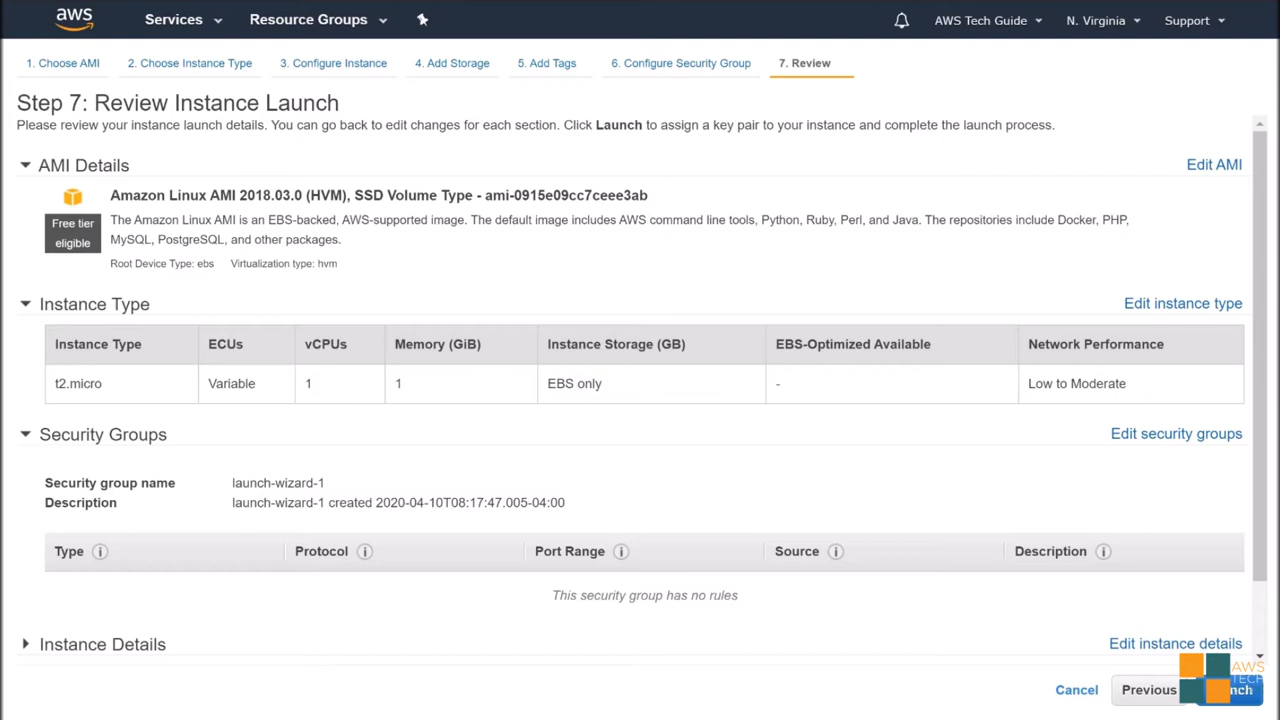 aws Services Resource Groups AWS Tech Guide N. Virginia Support
1. Choose AMI 2. Choose Instance Type 3. Configure Instance 4. Add Storage 5. Add Tags 6. Configure Security Group 7. Review
Step 7: Review Instance Launch
Please review your instance launch details. You can go back to edit changes for each section. Click Launch to assign a key pair to your instance and complete the launch process.
AMI Details Edit AMI
Amazon Linux AMI 2018.03.0 (HVM), SSD Volume Type - ami-0915e09cc7ceee3ab
Free tier
eligible
The Amazon Linux AMI is an EBS-backed, AWS-supported image. The default image includes AWS command line tools, Python, Ruby, Perl, and Java. The repositories include Docker, PHP,
MySQL, PostgreSQL, and other packages.
Root Device Type: ebs Virtualization type: hvm
Instance Type Edit instance type
Instance Type ECUs vCPUs Memory (GiB) Instance Storage (GB) EBS-Optimized Available Network Performance
t2.micro Variable 1 1 EBS only - Low to Moderate
Security Groups Edit security groups
Security group name launch-wizard-1
Description launch-wizard-1 created 2020-04-10T08:17:47.005-04:00
Type Protocol Port Range Source Description
This security group has no rules
Instance Details Edit instance details
Cancel Previous
AWS
TECH